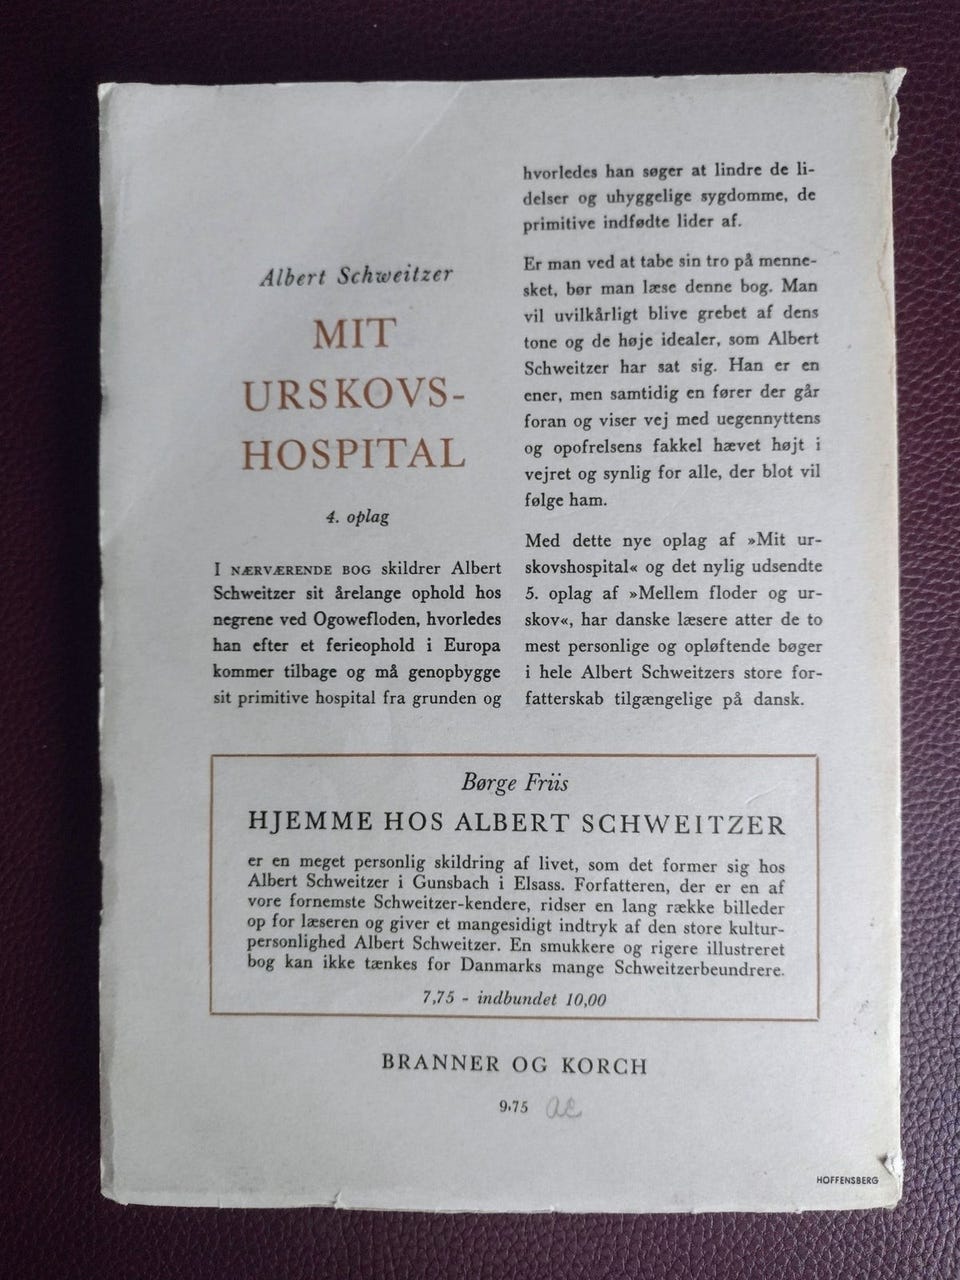 Albert Schweitzer
MIT
URSKOVS-
HOSPITAL
4. oplag
I NÆRVÆRENDE BOG skildrer Albert
Schweitzer sit årelange ophold hos
negrene ved Ogowefloden, hvorledes
han efter et ferieophold i Europa
kommer tilbage og må genopbygge
sit primitive hospital fra grunden og
hvorledes han søger at lindre de li-
delser og uhyggelige sygdomme, de
primitive indfødte lider af.
Er man ved at tabe sin tro på menne-
sket, bør man læse denne bog. Man
vil uvilkårligt blive grebet af dens
tone og de høje idealer, som Albert
Schweitzer har sat sig. Han er en
ener, men samtidig en fører der går
foran og viser vej med uegennyttens
og opofrelsens fakkel hævet højt i
vejret og synlig for alle, der blot vil
følge ham.
Med dette nye oplag af »Mit ur-
skovshospital« og det nylig udsendte
5. oplag af »Mellem floder og ur-
skov«, har danske læsere atter de to
mest personlige og opløftende bøger
i hele Albert Schweitzers store for-
fatterskab tilgængelige på dansk.
Børge Friis
HJEMME HOS ALBERT SCHWEITZER
er en meget personlig skildring af livet, som det former sig hos
Albert Schweitzer i Gunsbach i Elsass. Forfatteren, der er en af
vore fornemste Schweitzer-kendere, ridser en lang række billeder
op for læseren og giver et mangesidigt indtryk af den store kultur-
personlighed Albert Schweitzer. En smukkere og rigere illustreret
bog kan ikke tænkes for Danmarks mange Schweitzerbeundrere.
7,75 - indbundet 10,00
BRANNER OG KORCH
9,75
HOFFENSBERG